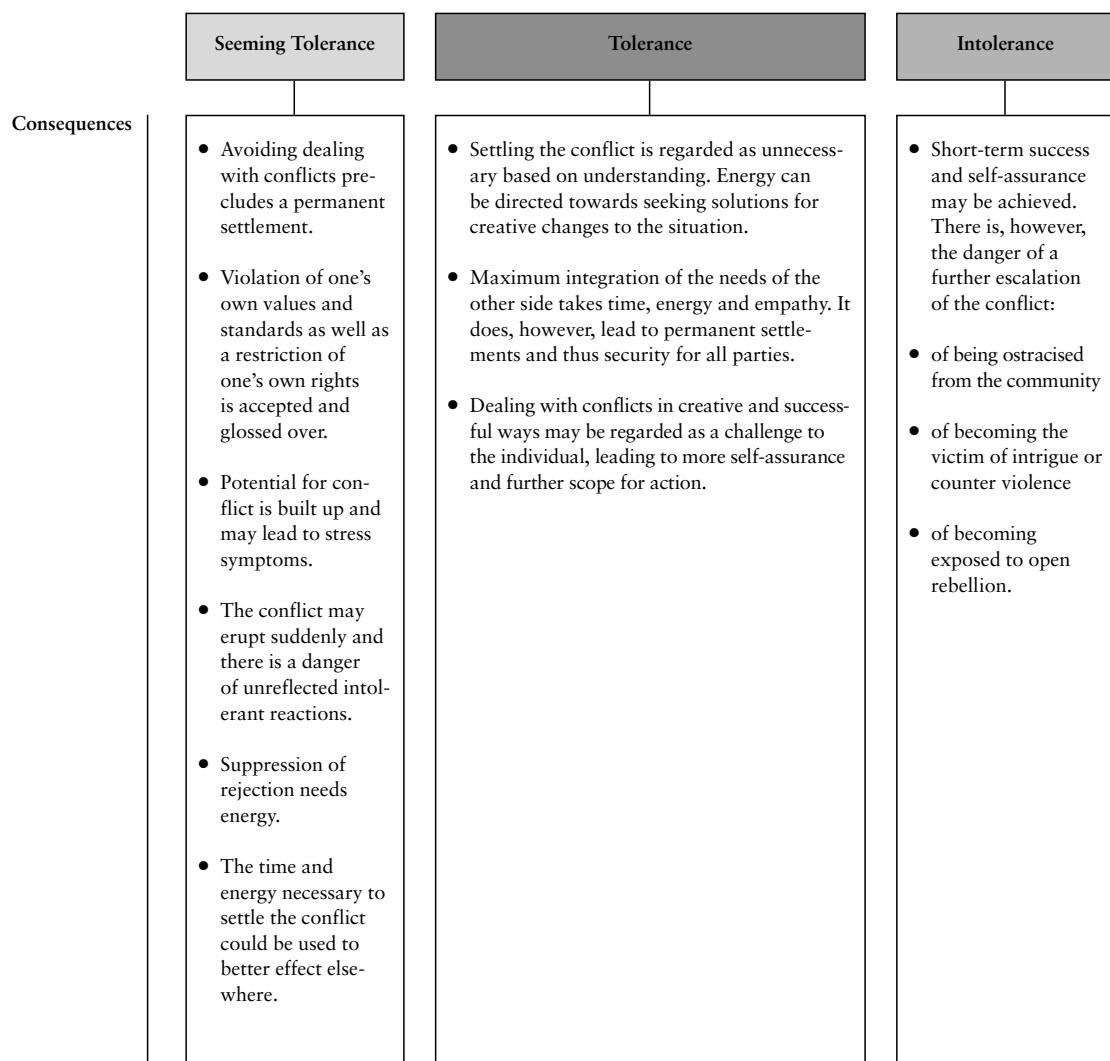 Seeming Tolerance
Tolerance
Intolerance
Consequences
• Avoiding dealing
with conflicts pre-
cludes a permanent
settlement.
• Violation of one’s
own values and
standards as well as
a restriction of
one’s own rights
is accepted and
glossed over.
• Potential for con-
flict is built up and
may lead to stress
symptoms.
• The conflict may
erupt suddenly and
there is a danger
of unreflected intol-
erant reactions.
• Suppression of
rejection needs
energy.
• The time and
energy necessary to
settle the conflict
could be used to
better effect else-
where.
• Settling the conflict is regarded as unneces-
sary based on understanding. Energy can
be directed towards seeking solutions for
creative changes to the situation.
• Maximum integration of the needs of the
other side takes time, energy and empathy. It
does, however, lead to permanent settle-
ments and thus security for all parties.
• Dealing with conflicts in creative and success-
ful ways may be regarded as a challenge to
the individual, leading to more self-assurance
and further scope for action.
• Short-term success
and self-assurance
may be achieved.
There is, however,
the danger of a
further escalation
of the conflict:
• of being ostracised
from the community
• of becoming the
victim of intrigue or
counter violence
• of becoming
exposed to open
rebellion.